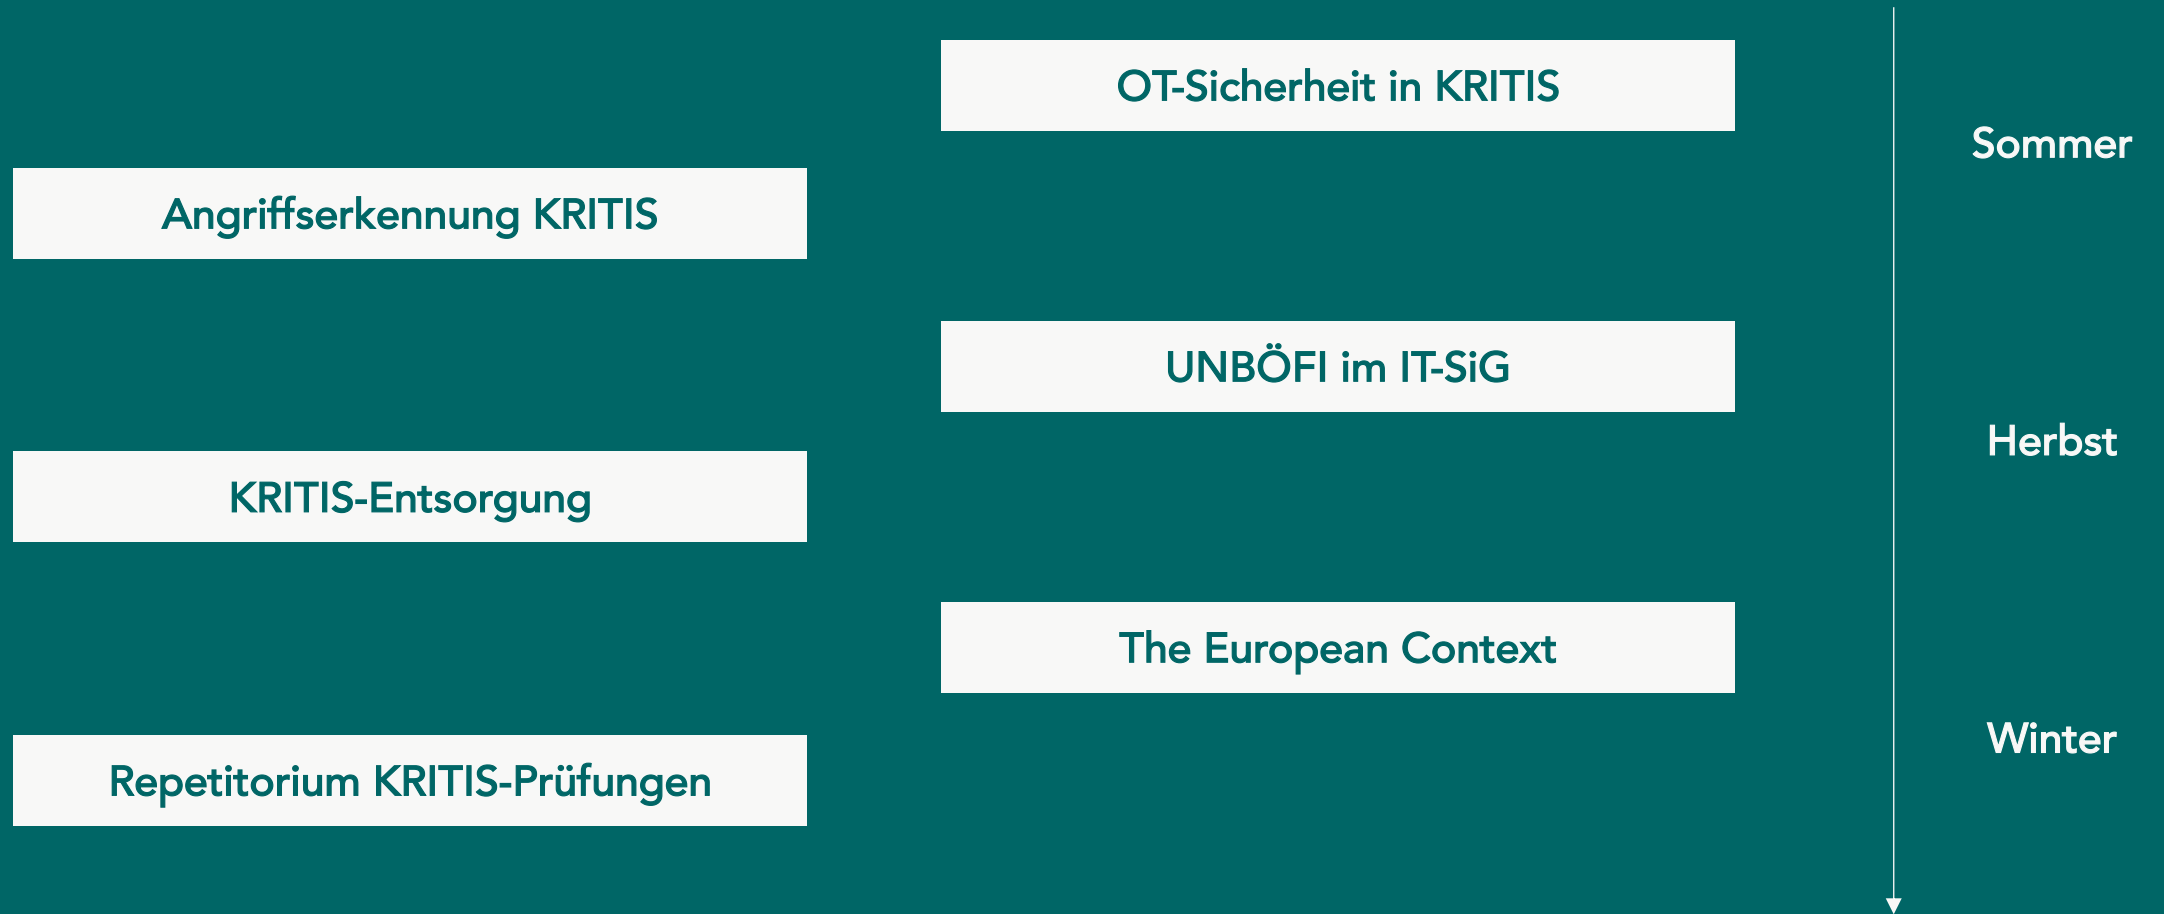 OT-Sicherheit in KRITIS
Sommer
Angriffserkennung KRITIS
UNBÖFI im IT-SiG
Herbst
KRITIS-Entsorgung
The European Context
Winter
Repetitorium KRITIS-Prüfungen